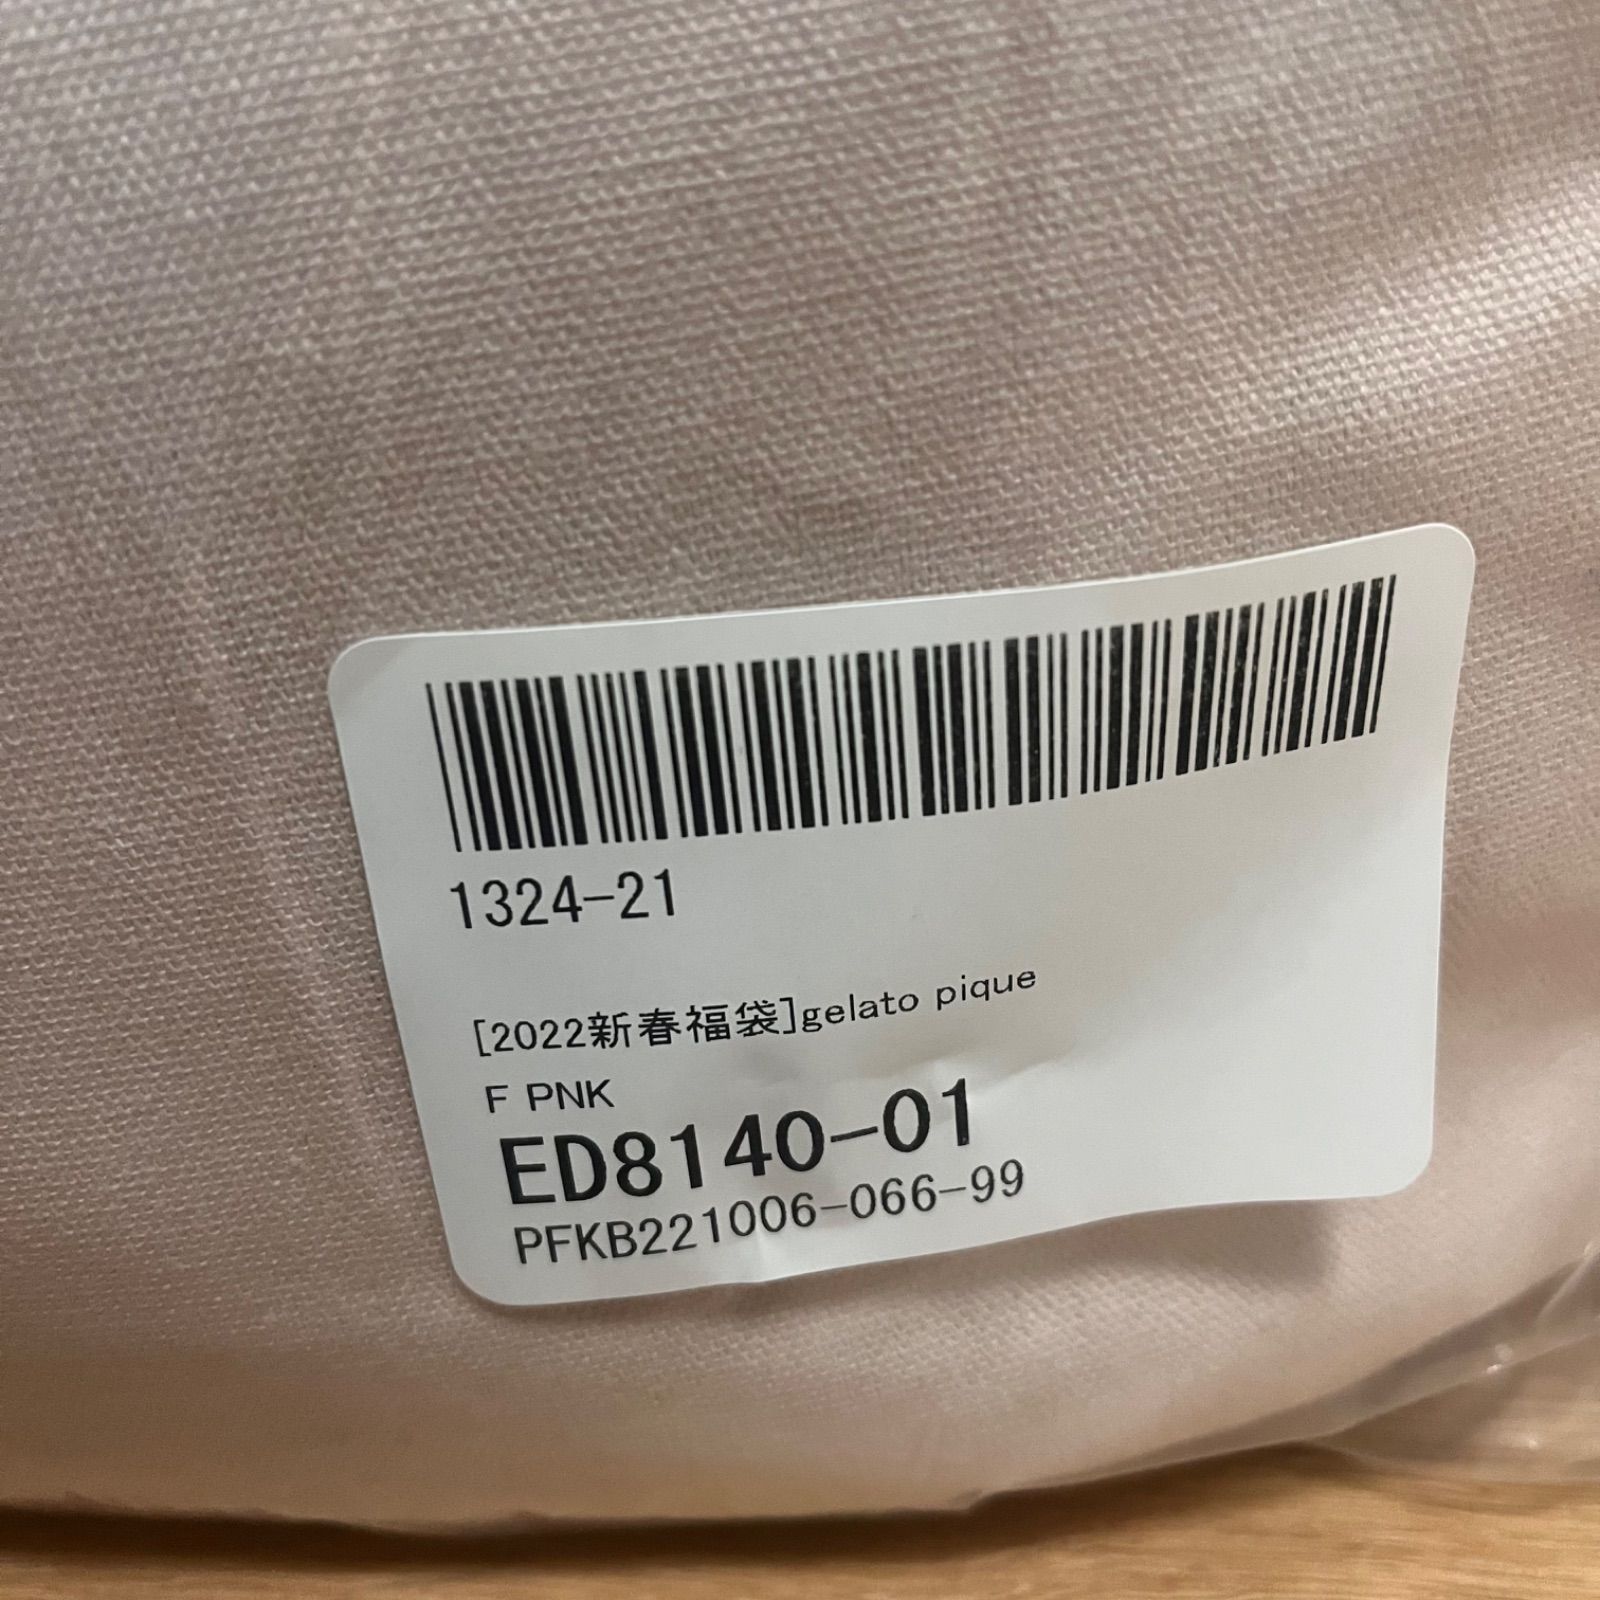 1324-21
[2022新春福袋]gelato pique
F PNK
ED8140-01
PFKB221006-066-99